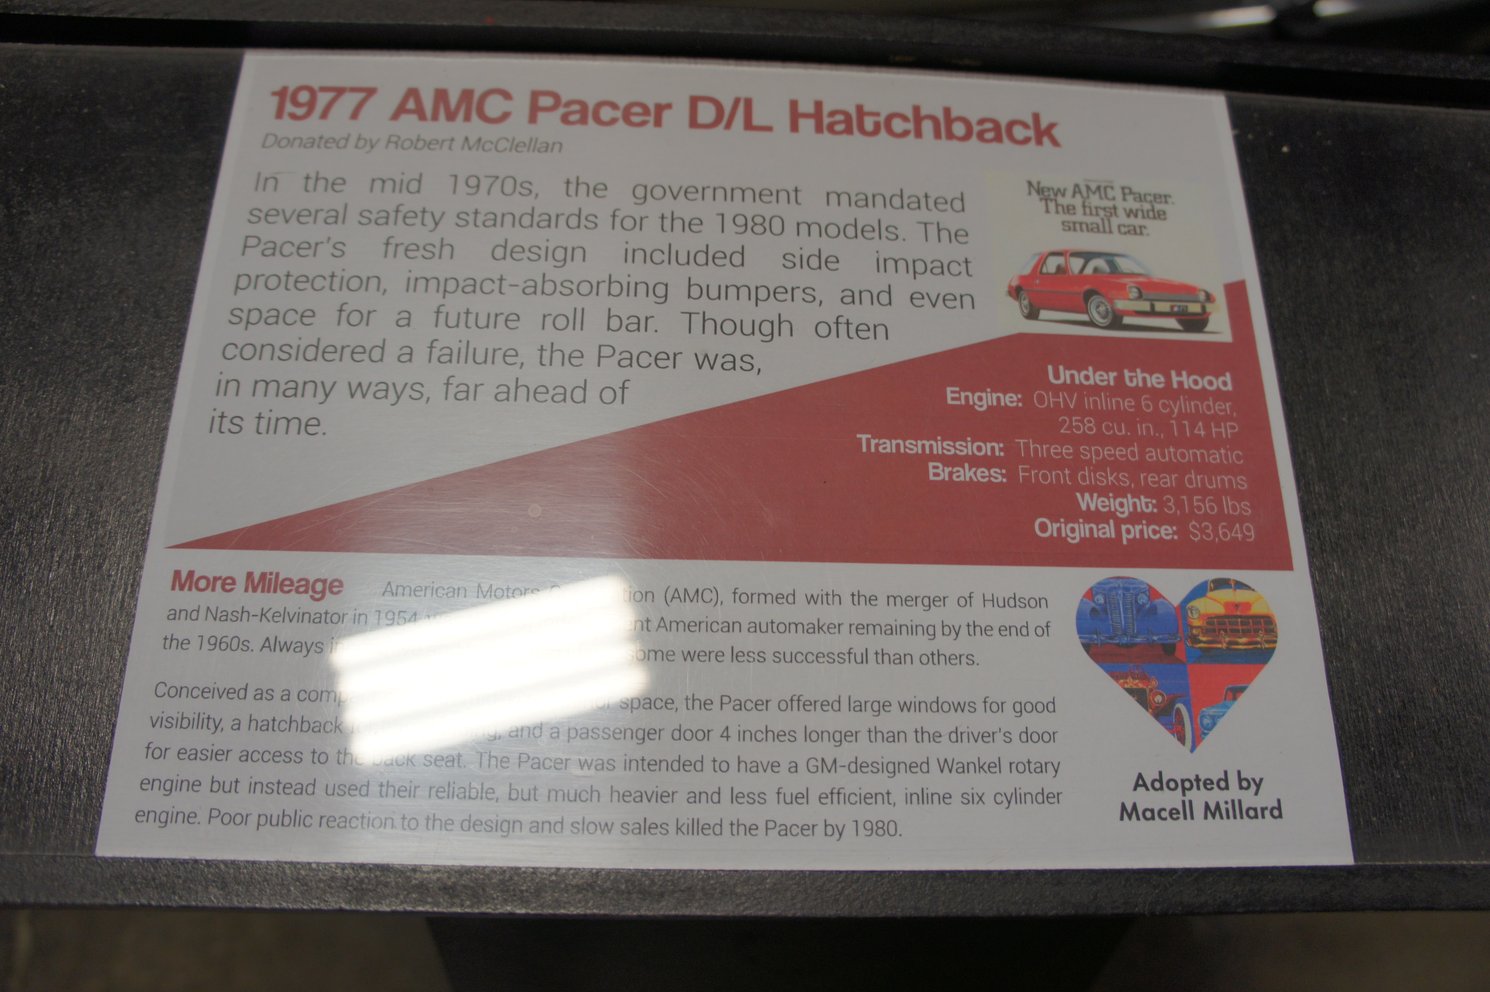 1977 AMC Pacer D/L Hatchback
Donated by Robert McClellan
In the mid 1970s, the government mandated
several safety standards for the 1980 models. The
Pacer's fresh design included side impact
protection, impact-absorbing bumpers, and even
space for a future roll bar. Though often
considered a failure, the Pacer was,
in many ways, far ahead of
its time.
New AMC Pacer.
The first wide
small car.
Under the Hood
Engine: OHV inline 6 cylinder,
258 cu. in., 114 HP
Transmission: Three speed automatic
Brakes: Front disks, rear drums
Weight: 3,156 lbs
Original price: $3,649
More Mileage American Motors (AMC), formed with the merger of Hudson
and Nash-Kelvinator in 1954 American automaker remaining by the end of
the 1960s. Always some were less successful than others.
Conceived as a space, the Pacer offered large windows for good
visibility, a hatchback and a passenger door 4 inches longer than the driver's door
for easier access to the back seat. The Pacer was intended to have a GM-designed Wankel rotary
engine but instead used their reliable, but much heavier and less fuel efficient, inline six cylinder
engine. Poor public reaction to the design and slow sales killed the Pacer by 1980.
Adopted by
Macell Millard